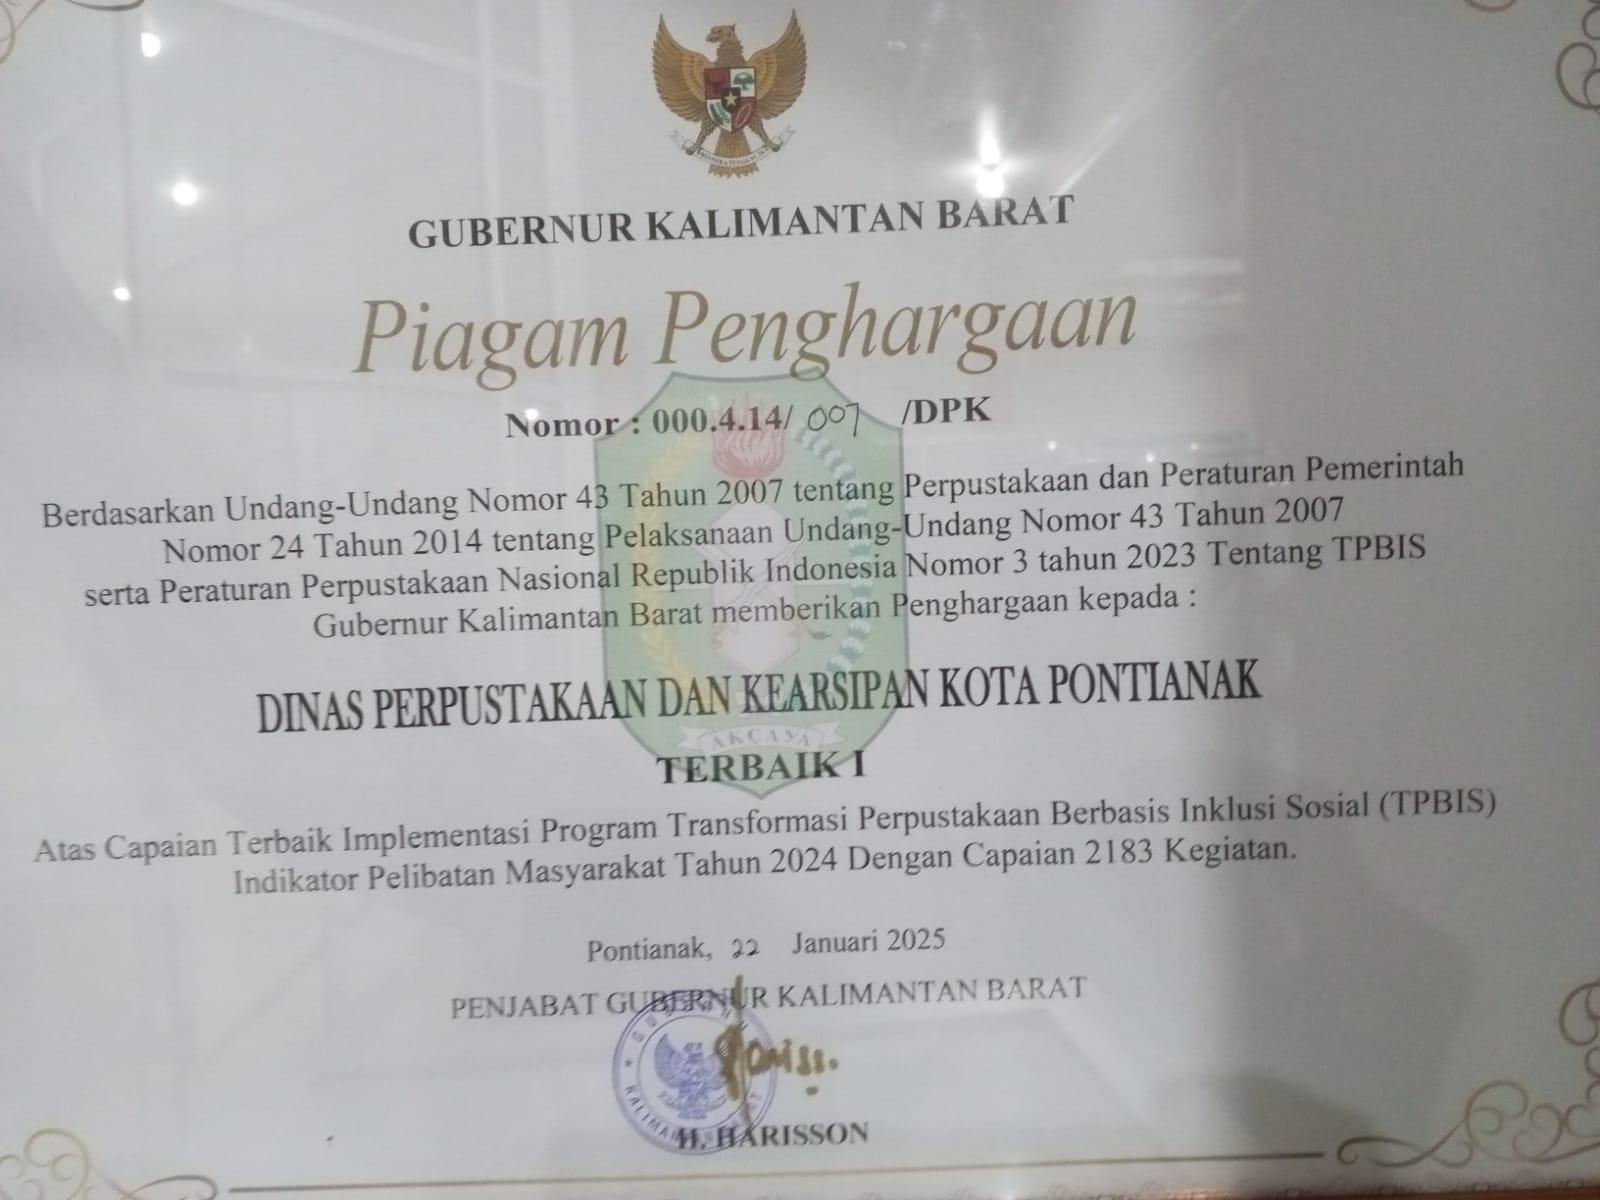 GUBERNUR KALIMANTAN BARAT
Piagam Penghargaan
Nomor : 000.4.14/ 007 /DPK
Berdasarkan Undang-Undang Nomor 43 Tahun 2007 tentang Perpustakaan dan Peraturan Pemerintah
Nomor 24 Tahun 2014 tentang Pelaksanaan Undang-Undang Nomor 43 Tahun 2007
serta Peraturan Perpustakaan Nasional Republik Indonesia Nomor 3 tahun 2023 Tentang TPBIS
Gubernur Kalimantan Barat memberikan Penghargaan kepada :
DINAS PERPUSTAKAAN DAN KEARSIPAN KOTA PONTIANAK
AKCAYA
TERBAIK I
Atas Capaian Terbaik Implementasi Program Transformasi Perpustakaan Berbasis Inklusi Sosial (TPBIS)
Indikator Pelibatan Masyarakat Tahun 2024 Dengan Capaian 2183 Kegiatan.
Pontianak, 22 Januari 2025
PENJABAT GUBERNUR KALIMANTAN BARAT
H. HARISSON